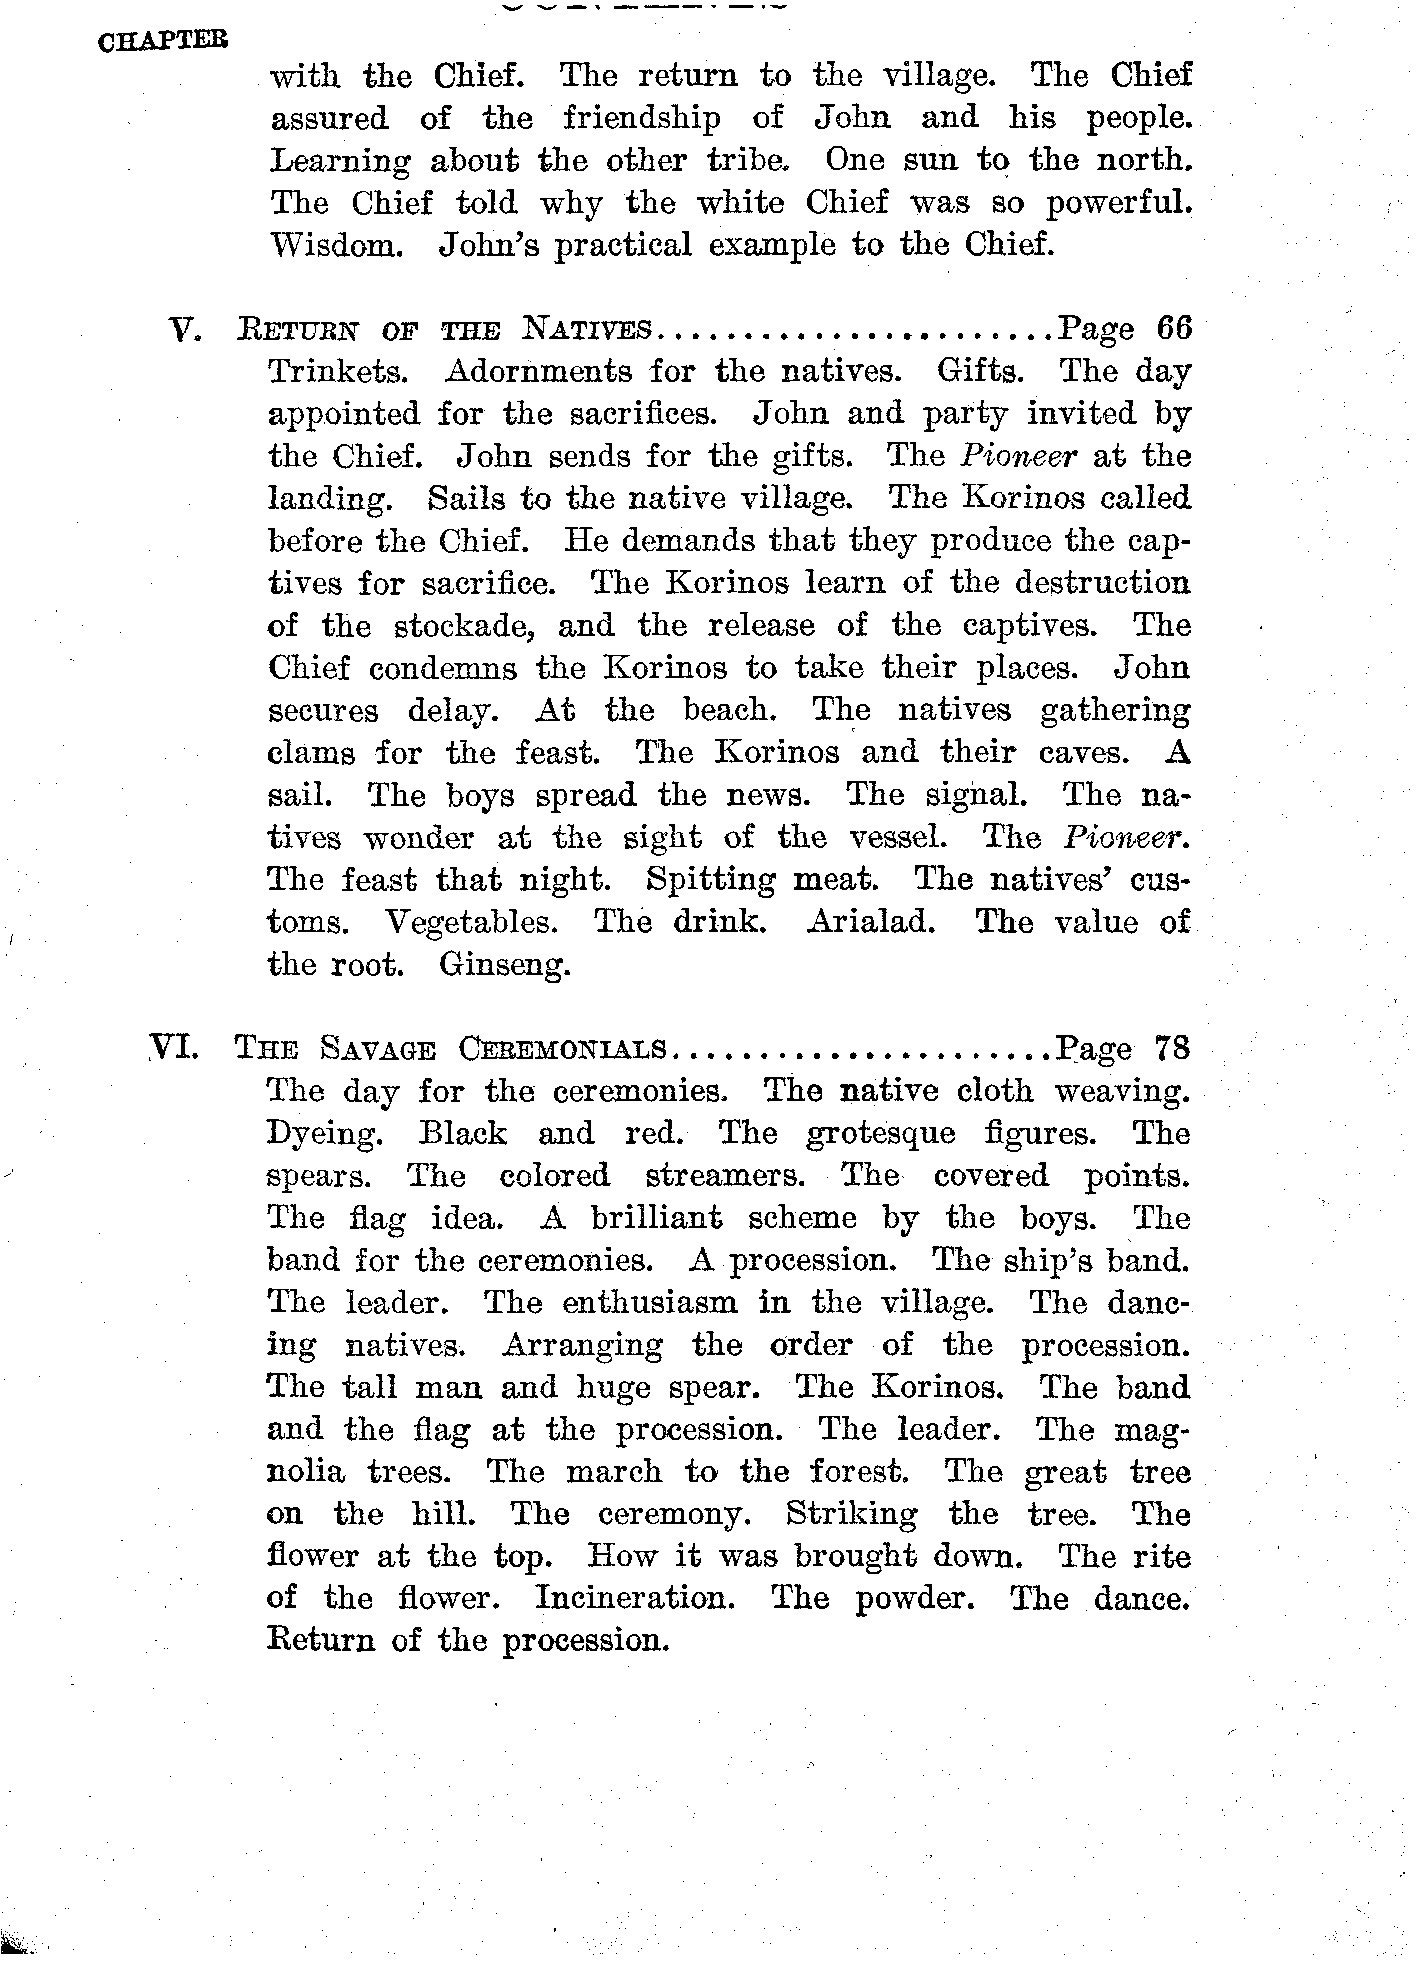 CHAPTER
with the Chief. The return to the village. The Chief
assured of the friendship of John and his people.
Learning about the other tribe. One sun to the north.
The Chief told why the white Chief was so powerful.
Wisdom. John's practical example to the Chief.
V. RETURN OF THE NATIVES.......................Page 66
Trinkets. Adornments for the natives. Gifts. The day
appointed for the sacrifices. John and party invited by
the Chief. John sends for the gifts. The Pioneer at the
landing. Sails to the native village. The Korinos called
before the Chief. He demands that they produce the cap-
tives for sacrifice. The Korinos learn of the destruction
of the stockade, and the release of the captives. The
Chief condemns the Korinos to take their places. John
secures delay. At the beach. The natives gathering
clams for the feast. The Korinos and their caves. A
sail. The boys spread the news. The signal. The na-
tives wonder at the sight of the vessel. The Pioneer.
The feast that night. Spitting meat. The natives' cus-
toms. Vegetables. The drink. Arialad. The value of
the root. Ginseng.
VI. THE SAVAGE CEREMONIALS......................Page 78
The day for the ceremonies. The native cloth weaving.
Dyeing. Black and red. The grotesque figures. The
spears. The colored streamers. The covered points.
The flag idea. A brilliant scheme by the boys. The
band for the ceremonies. A procession. The ship's band.
The leader. The enthusiasm in the village. The danc-
ing natives. Arranging the order of the procession.
The tall man and huge spear. The Korinos. The band
and the flag at the procession. The leader. The mag-
nolia trees. The march to the forest. The great tree
on the hill. The ceremony. Striking the tree. The
flower at the top. How it was brought down. The rite
of the flower. Incineration. The powder. The dance.
Return of the procession.